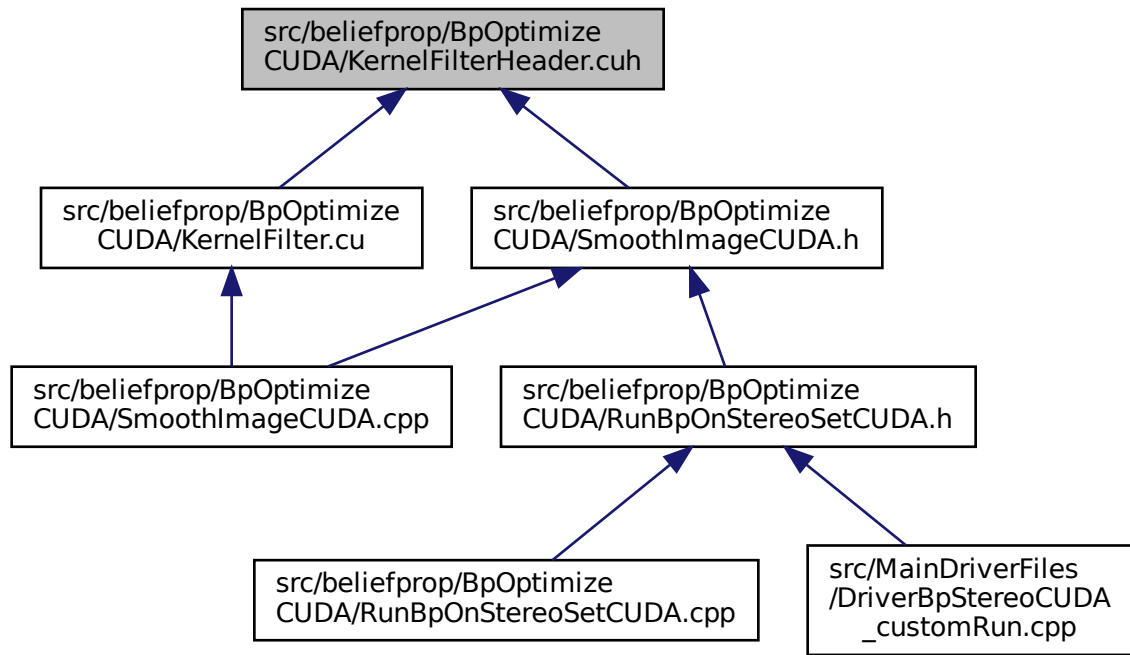 src/beliefprop/BpOptimize
CUDA/KernelFilterHeader.cuh
src/beliefprop/BpOptimize
CUDA/KernelFilter.cu
src/beliefprop/BpOptimize
CUDA/SmoothImageCUDA.h
src/beliefprop/BpOptimize
CUDA/SmoothImageCUDA.cpp
src/beliefprop/BpOptimize
CUDA/RunBpOnStereoSetCUDA.h
src/beliefprop/BpOptimize
CUDA/RunBpOnStereoSetCUDA.cpp
src/MainDriverFiles
/DriverBpStereoCUDA
_customRun.cpp